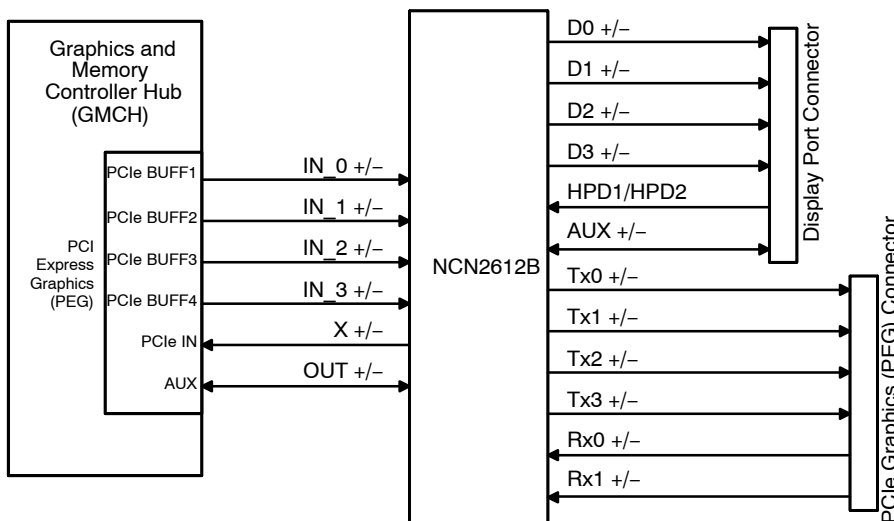 Graphics and
Memory
Controller Hub
(GMCH)
PCI
Express
Graphics
(PEG)
PCIe BUFF1
PCIe BUFF2
PCIe BUFF3
PCIe BUFF4
PCIe IN
AUX
IN_0 +/−
IN_1 +/−
IN_2 +/−
IN_3 +/−
X +/−
OUT +/−
NCN2612B
D0 +/−
D1 +/−
D2 +/−
D3 +/−
HPD1/HPD2
AUX +/−
Tx0 +/−
Tx1 +/−
Tx2 +/−
Tx3 +/−
Rx0 +/−
Rx1 +/−
Display Port Connector
PCIe Graphics (PEG) Connector